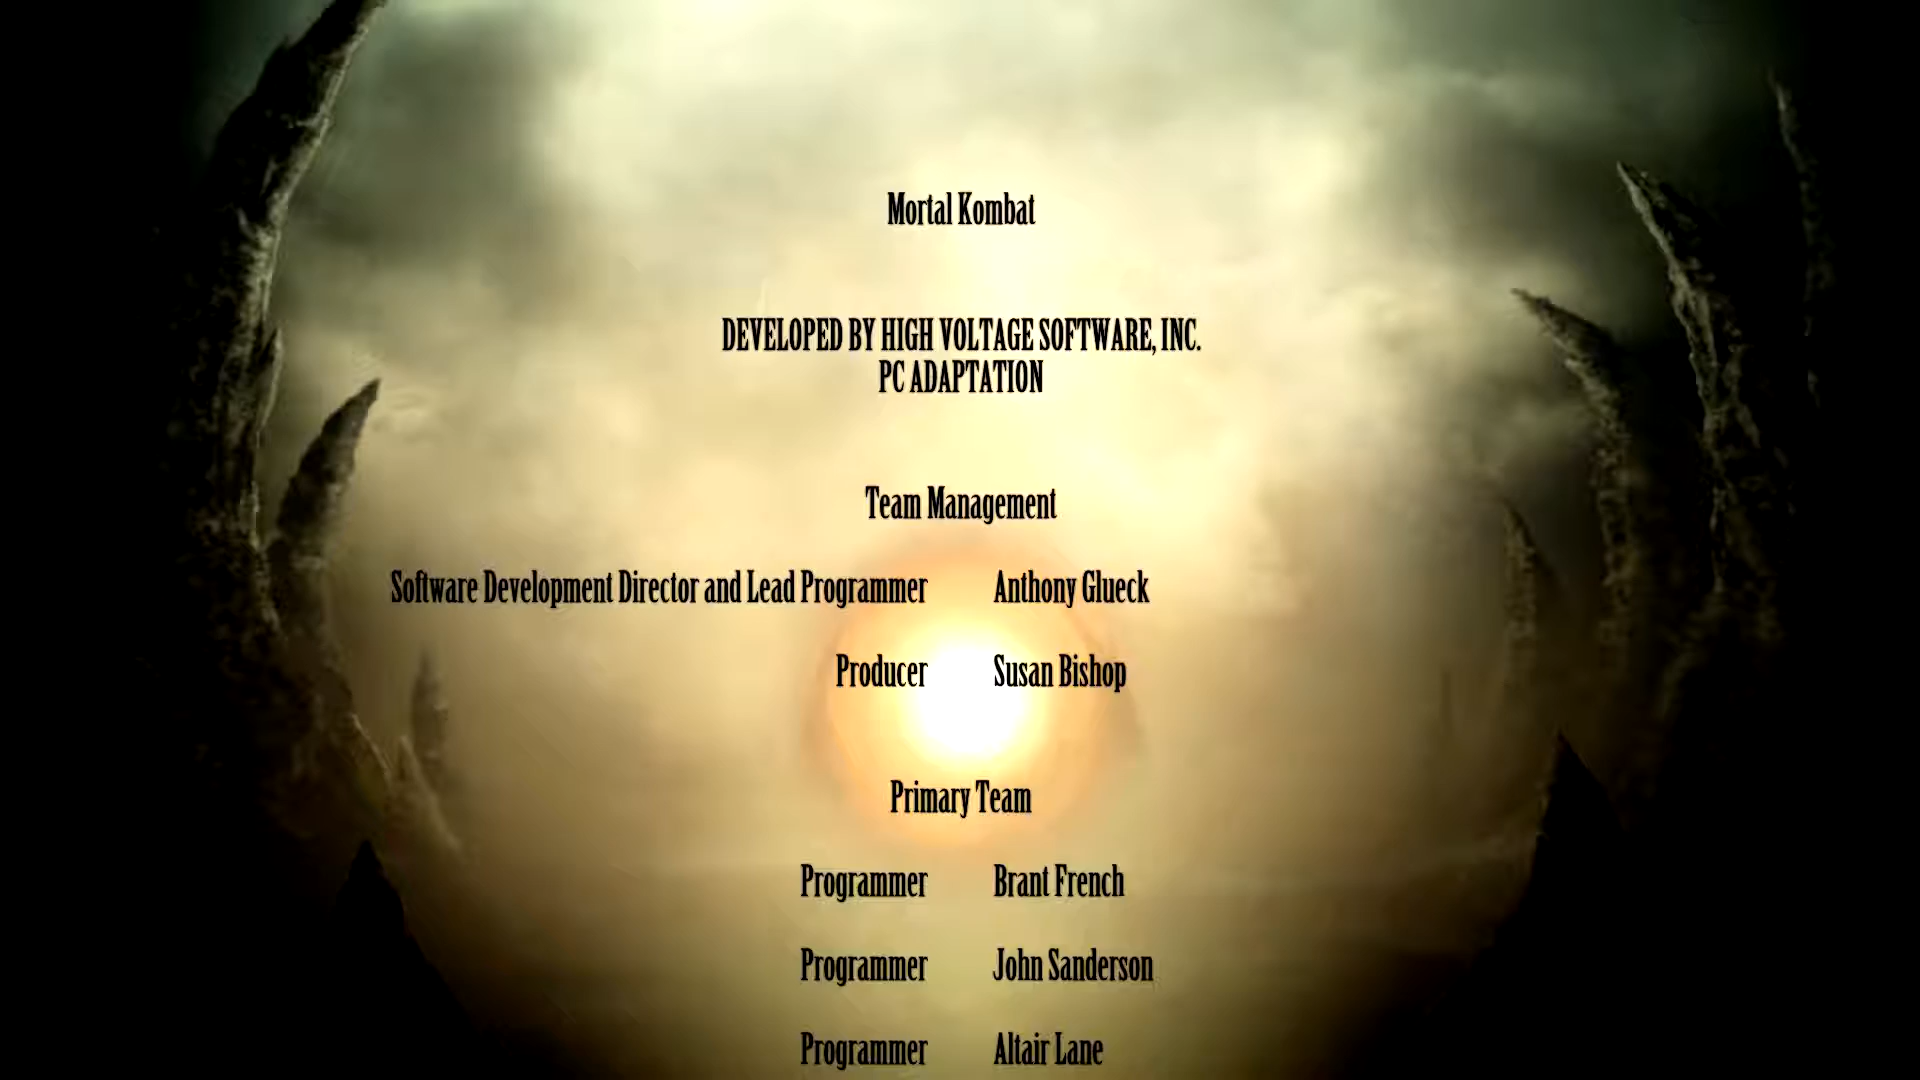 Mortal Kombat
DEVELOPED BY HIGH VOLTAGE SOFTWARE, INC.
PC ADAPTATION
Team Management
Software Development Director and Lead Programmer Anthony Glueck
Producer Susan Bishop
Primary Team
Programmer Brant French
Programmer John Sanderson
Programmer Altair Lane